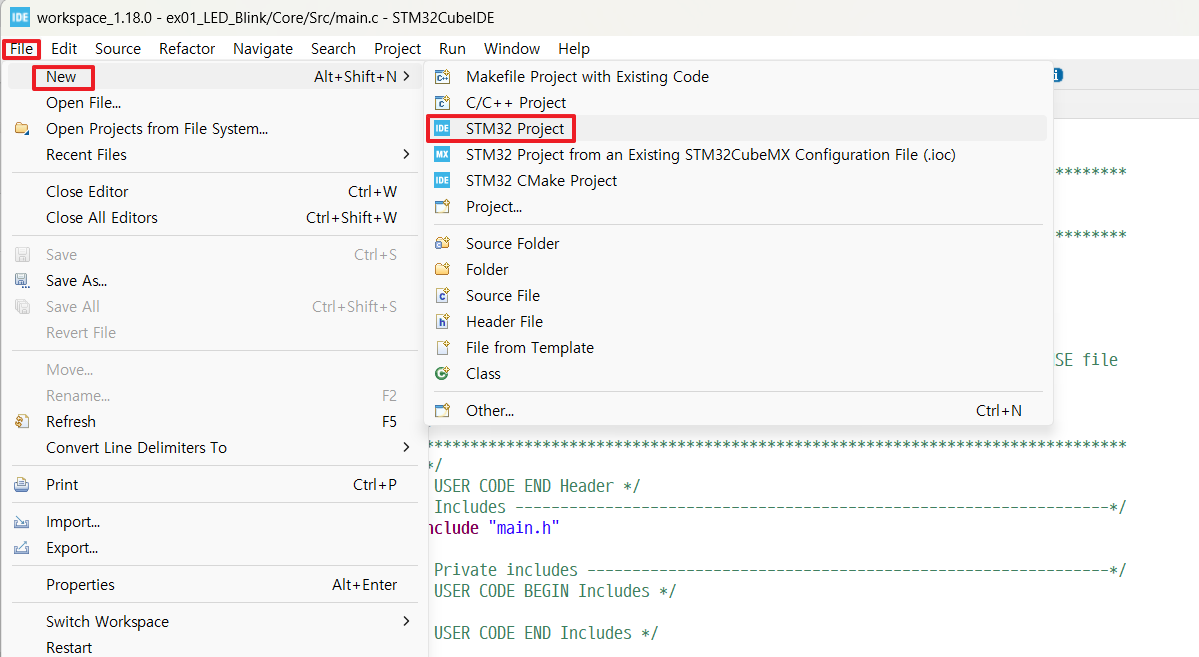 IDE workspace_1.18.0 - ex01_LED_Blink/Core/Src/main.c - STM32CubeIDE
File Edit Source Refactor Navigate Search Project Run Window Help
New Alt+Shift+N
Open File...
Open Projects from File System...
Recent Files
Close Editor Ctrl+W
Close All Editors Ctrl+Shift+W
Save Ctrl+S
Save As...
Save All Ctrl+Shift+S
Revert File
Move...
Rename... F2
Refresh F5
Convert Line Delimiters To
Print Ctrl+P
Import...
Export...
Properties Alt+Enter
Switch Workspace
Restart
Makefile Project with Existing Code
C/C++ Project
IDE STM32 Project
MX STM32 Project from an Existing STM32CubeMX Configuration File (.ioc)
IDE STM32 CMake Project
Project...
Source Folder
Folder
Source File
Header File
File from Template
Class
Other... Ctrl+N
********
********
SE file
******************************************************************************
*/
USER CODE END Header */
Includes ------------------------------------------------------------------*/
nclude "main.h"
Private includes ----------------------------------------------------------*/
USER CODE BEGIN Includes */
USER CODE END Includes */